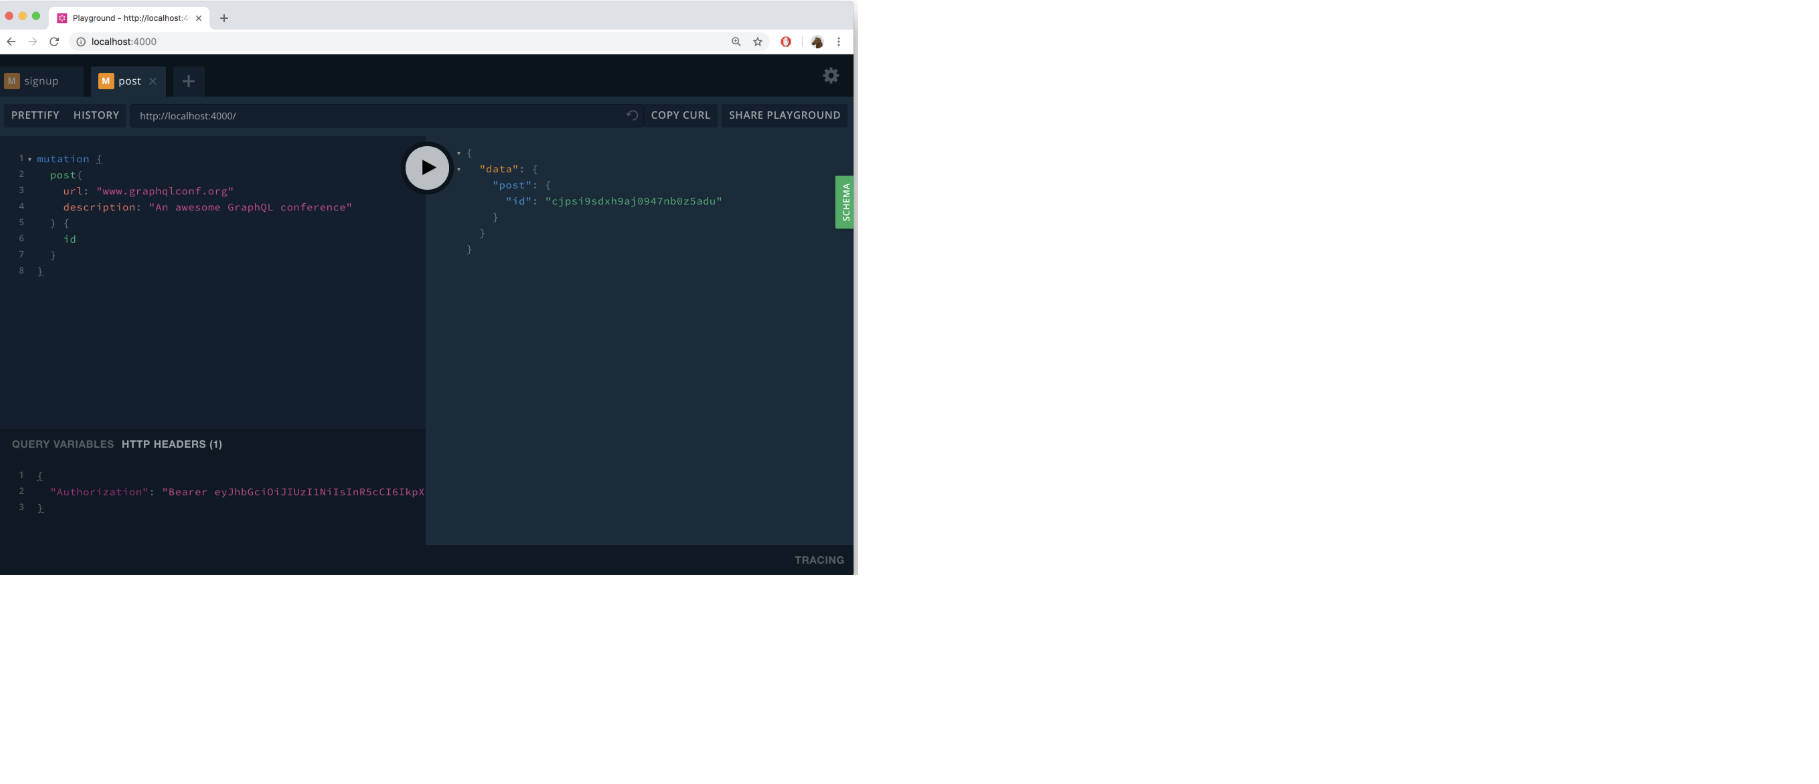 Playground - http://localhost:4
localhost:4000
M signup
M post
PRETTIFY HISTORY http://localhost:4000/ COPY CURL SHARE PLAYGROUND
1 mutation {
2 post(
3 url: "www.graphqlconf.org"
4 description: "An awesome GraphQL conference"
5 ) {
6 id
7 }
8 }
{
"data": {
"post": {
"id": "cjpsi9sdxh9aj0947nb0z5adu"
}
}
}
SCHEMA
QUERY VARIABLES HTTP HEADERS (1)
1 {
2 "Authorization": "Bearer eyJhbGciOiJIUzI1NiIsInR5cCI6IkpX
3 }
TRACING